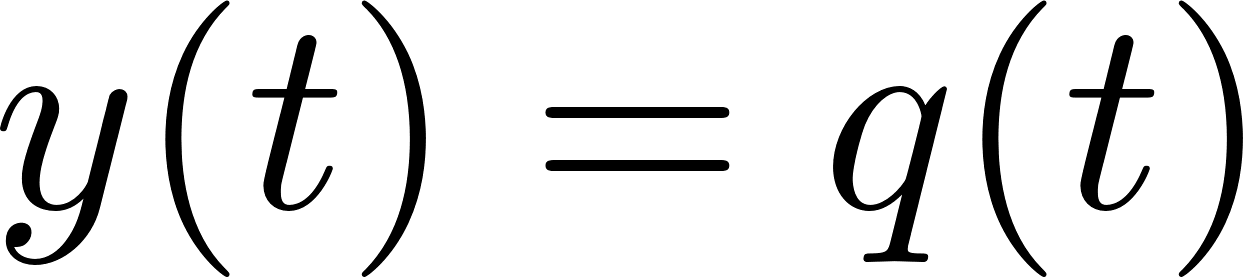 y(t) = q(t)